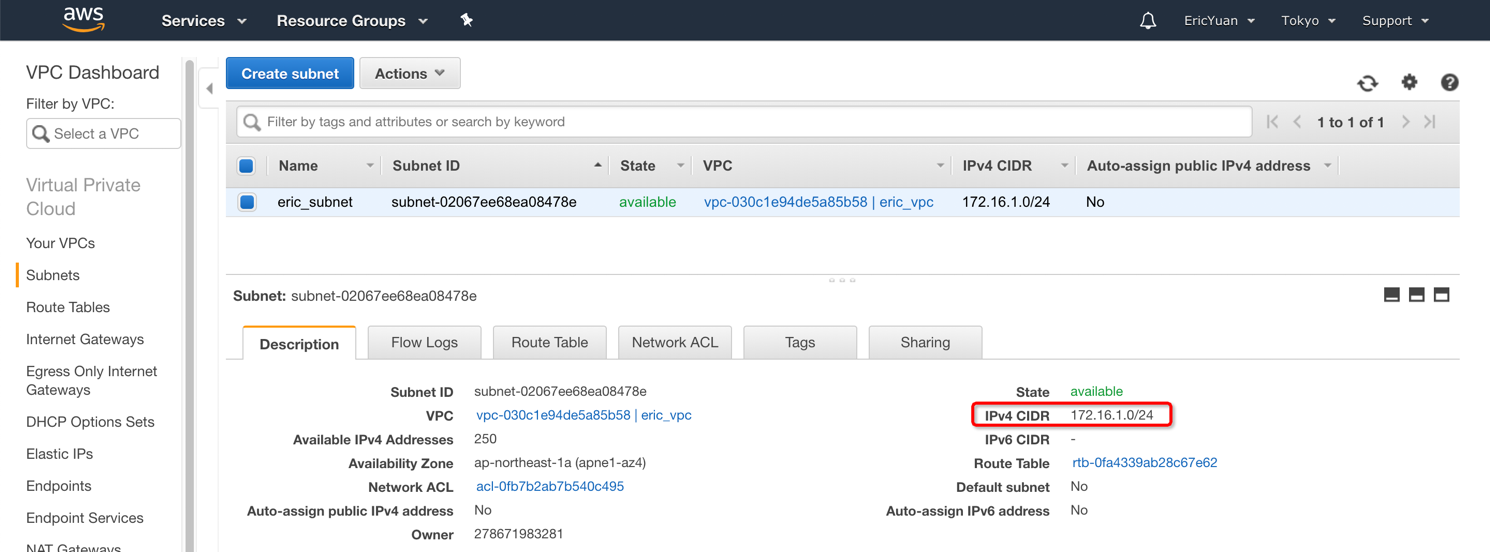 aws Services Resource Groups EricYuan Tokyo Support
VPC Dashboard
Filter by VPC:
Select a VPC
Virtual Private
Cloud
Your VPCs
Subnets
Route Tables
Internet Gateways
Egress Only Internet
Gateways
DHCP Options Sets
Elastic IPs
Endpoints
Endpoint Services
NAT Gateways
Create subnet Actions
Filter by tags and attributes or search by keyword 1 to 1 of 1
Name Subnet ID State VPC IPv4 CIDR Auto-assign public IPv4 address
eric_subnet subnet-02067ee68ea08478e available vpc-030c1e94de5a85b58 | eric_vpc 172.16.1.0/24 No
Subnet: subnet-02067ee68ea08478e
Description Flow Logs Route Table Network ACL Tags Sharing
Subnet ID subnet-02067ee68ea08478e State available
VPC vpc-030c1e94de5a85b58 | eric_vpc IPv4 CIDR 172.16.1.0/24
Available IPv4 Addresses 250 IPv6 CIDR -
Availability Zone ap-northeast-1a (apne1-az4) Route Table rtb-0fa4339ab28c67e62
Network ACL acl-0fb7b2ab7b540c495 Default subnet No
Auto-assign public IPv4 address No Auto-assign IPv6 address No
Owner 278671983281